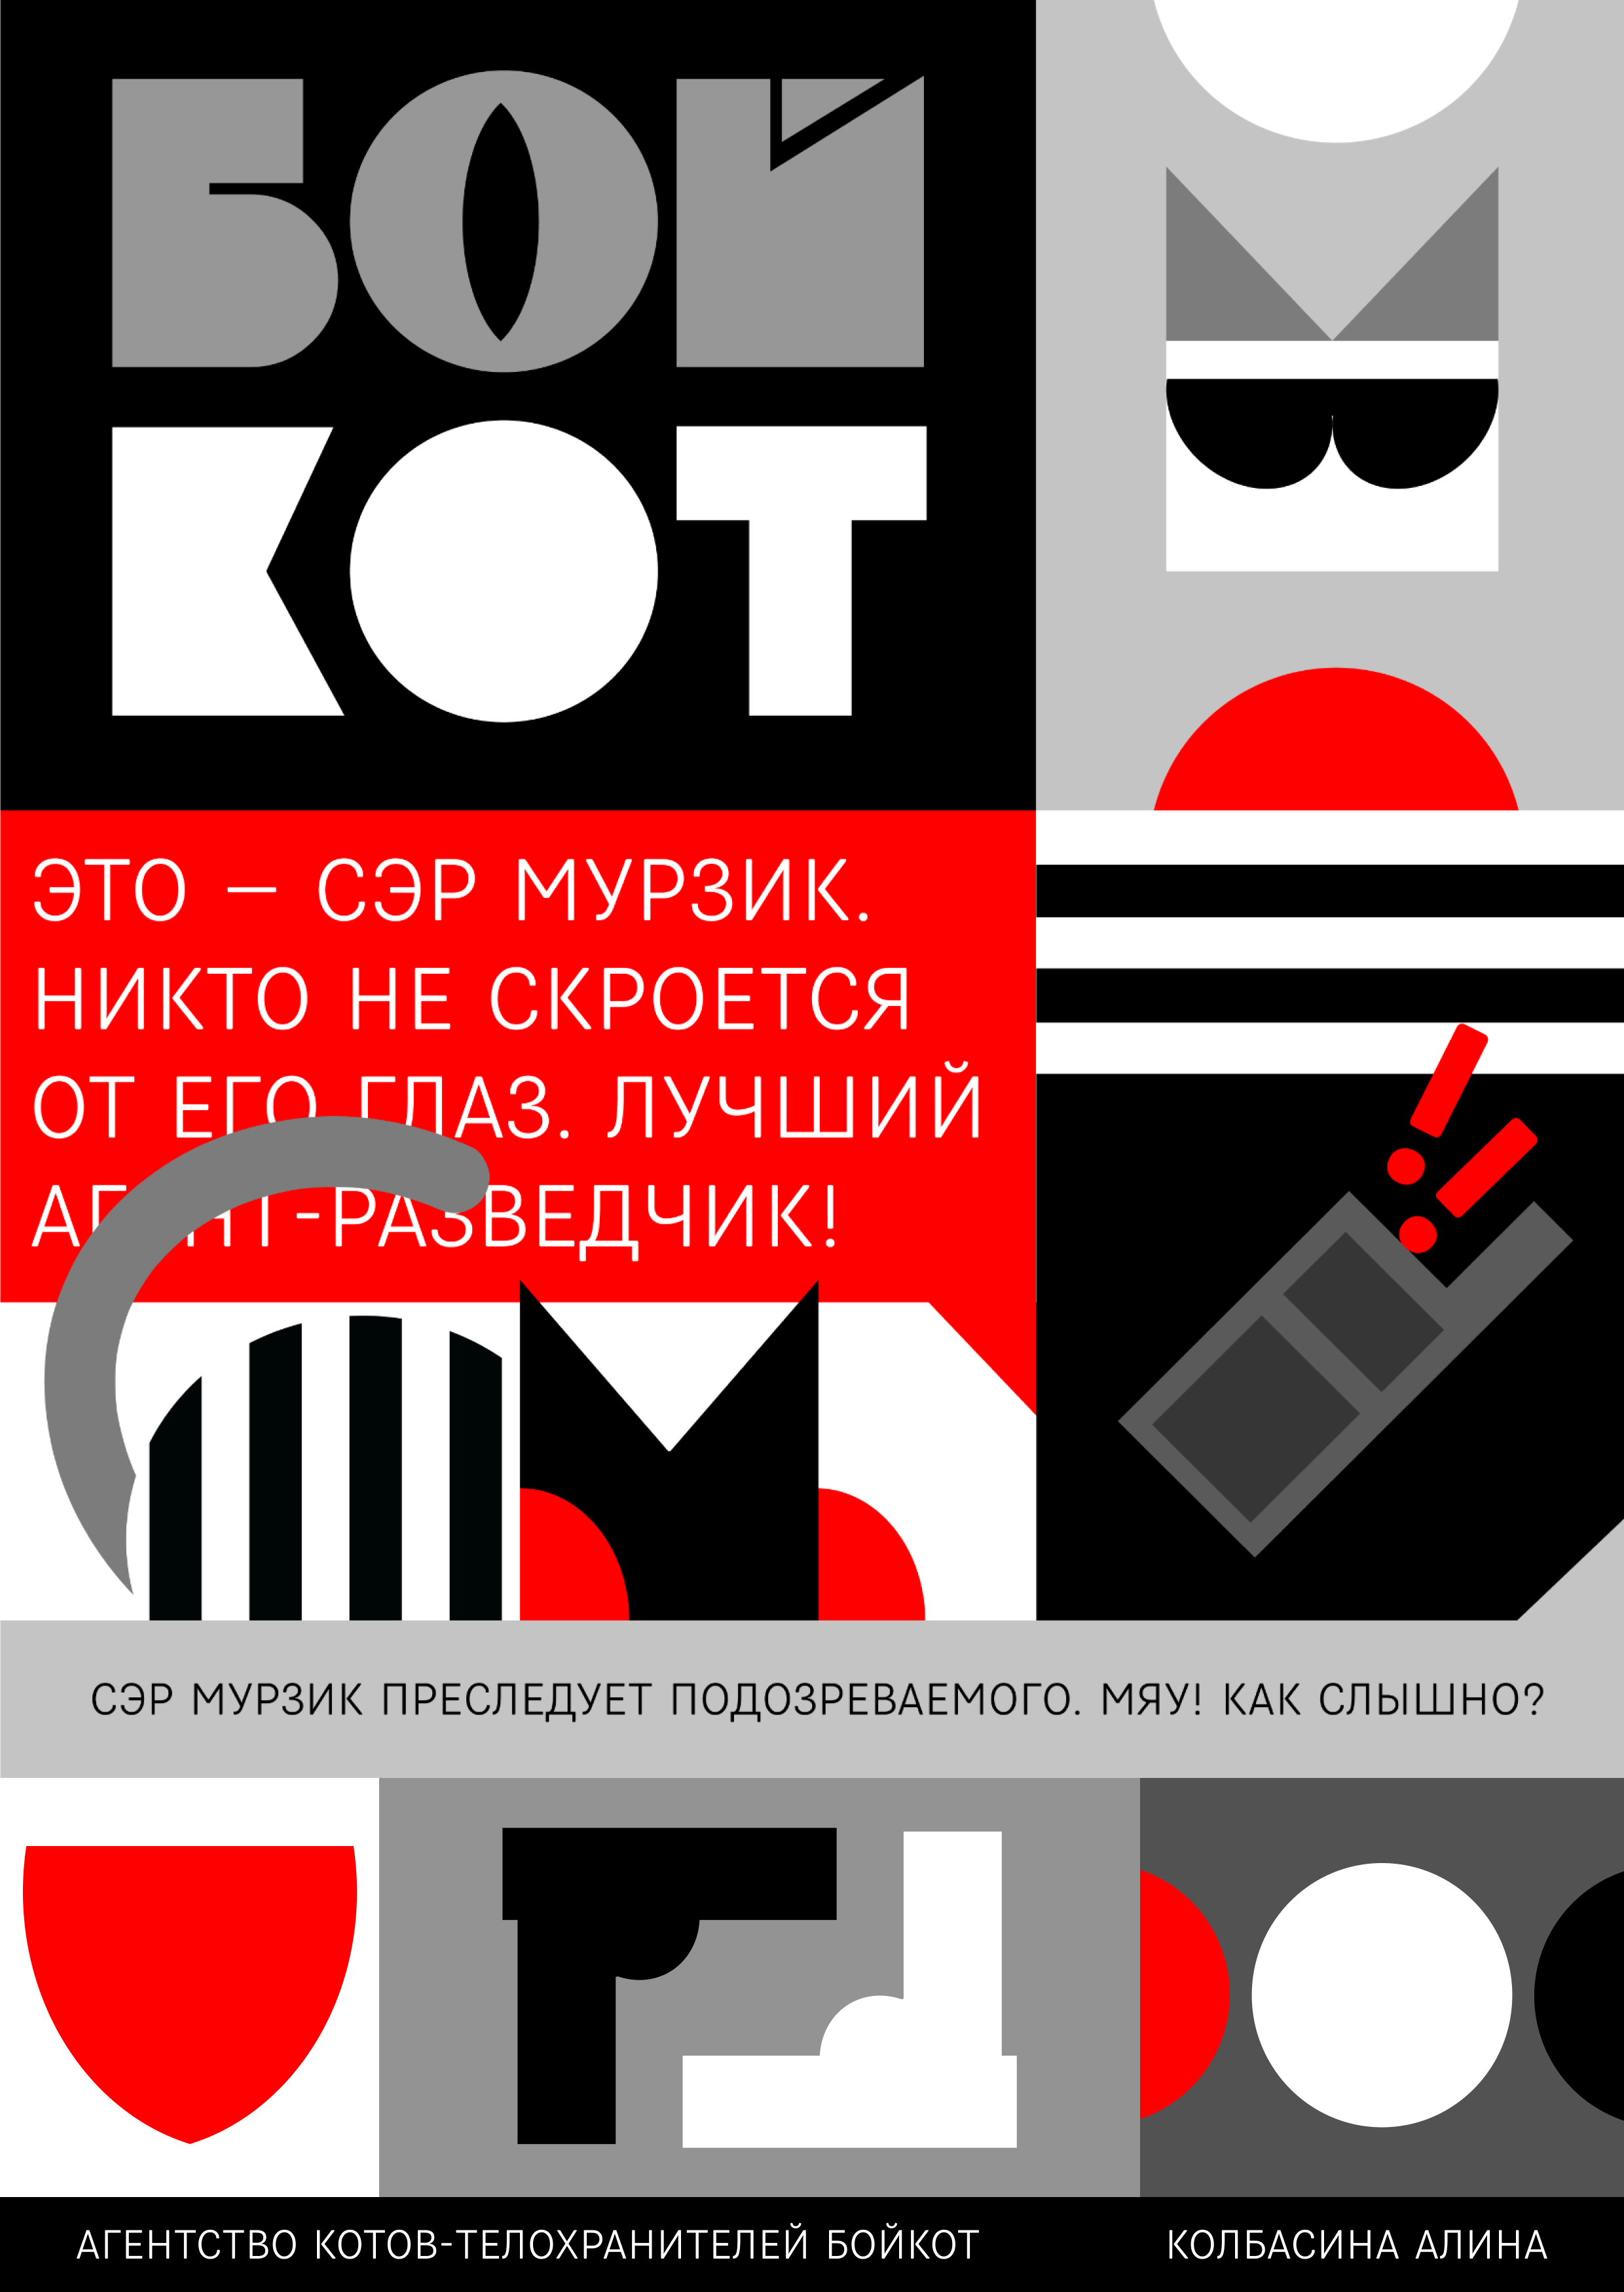 БОЙ
КОТ
ЭТО — СЭР МУРЗИК.
НИКТО НЕ СКРОЕТСЯ
ОТ ЕГО ГЛАЗ. ЛУЧШИЙ
АГЕНТ-РАЗВЕДЧИК!
СЭР МУРЗИК ПРЕСЛЕДУЕТ ПОДОЗРЕВАЕМОГО. МЯУ! КАК СЛЫШНО?
АГЕНТСТВО КОТОВ-ТЕЛОХРАНИТЕЛЕЙ БОЙКОТ
КОЛБАСИНА АЛИНА